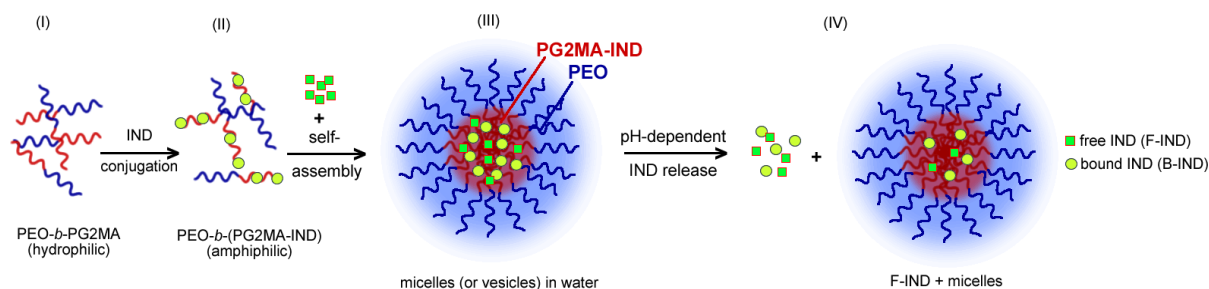 (I)
(II)
(III)
(IV)
PG2MA-IND
PEO
IND
conjugation
+
self-
assembly
pH-dependent
IND release
+
free IND (F-IND)
bound IND (B-IND)
PEO-b-PG2MA
(hydrophilic)
PEO-b-(PG2MA-IND)
(amphiphilic)
micelles (or vesicles) in water
F-IND + micelles